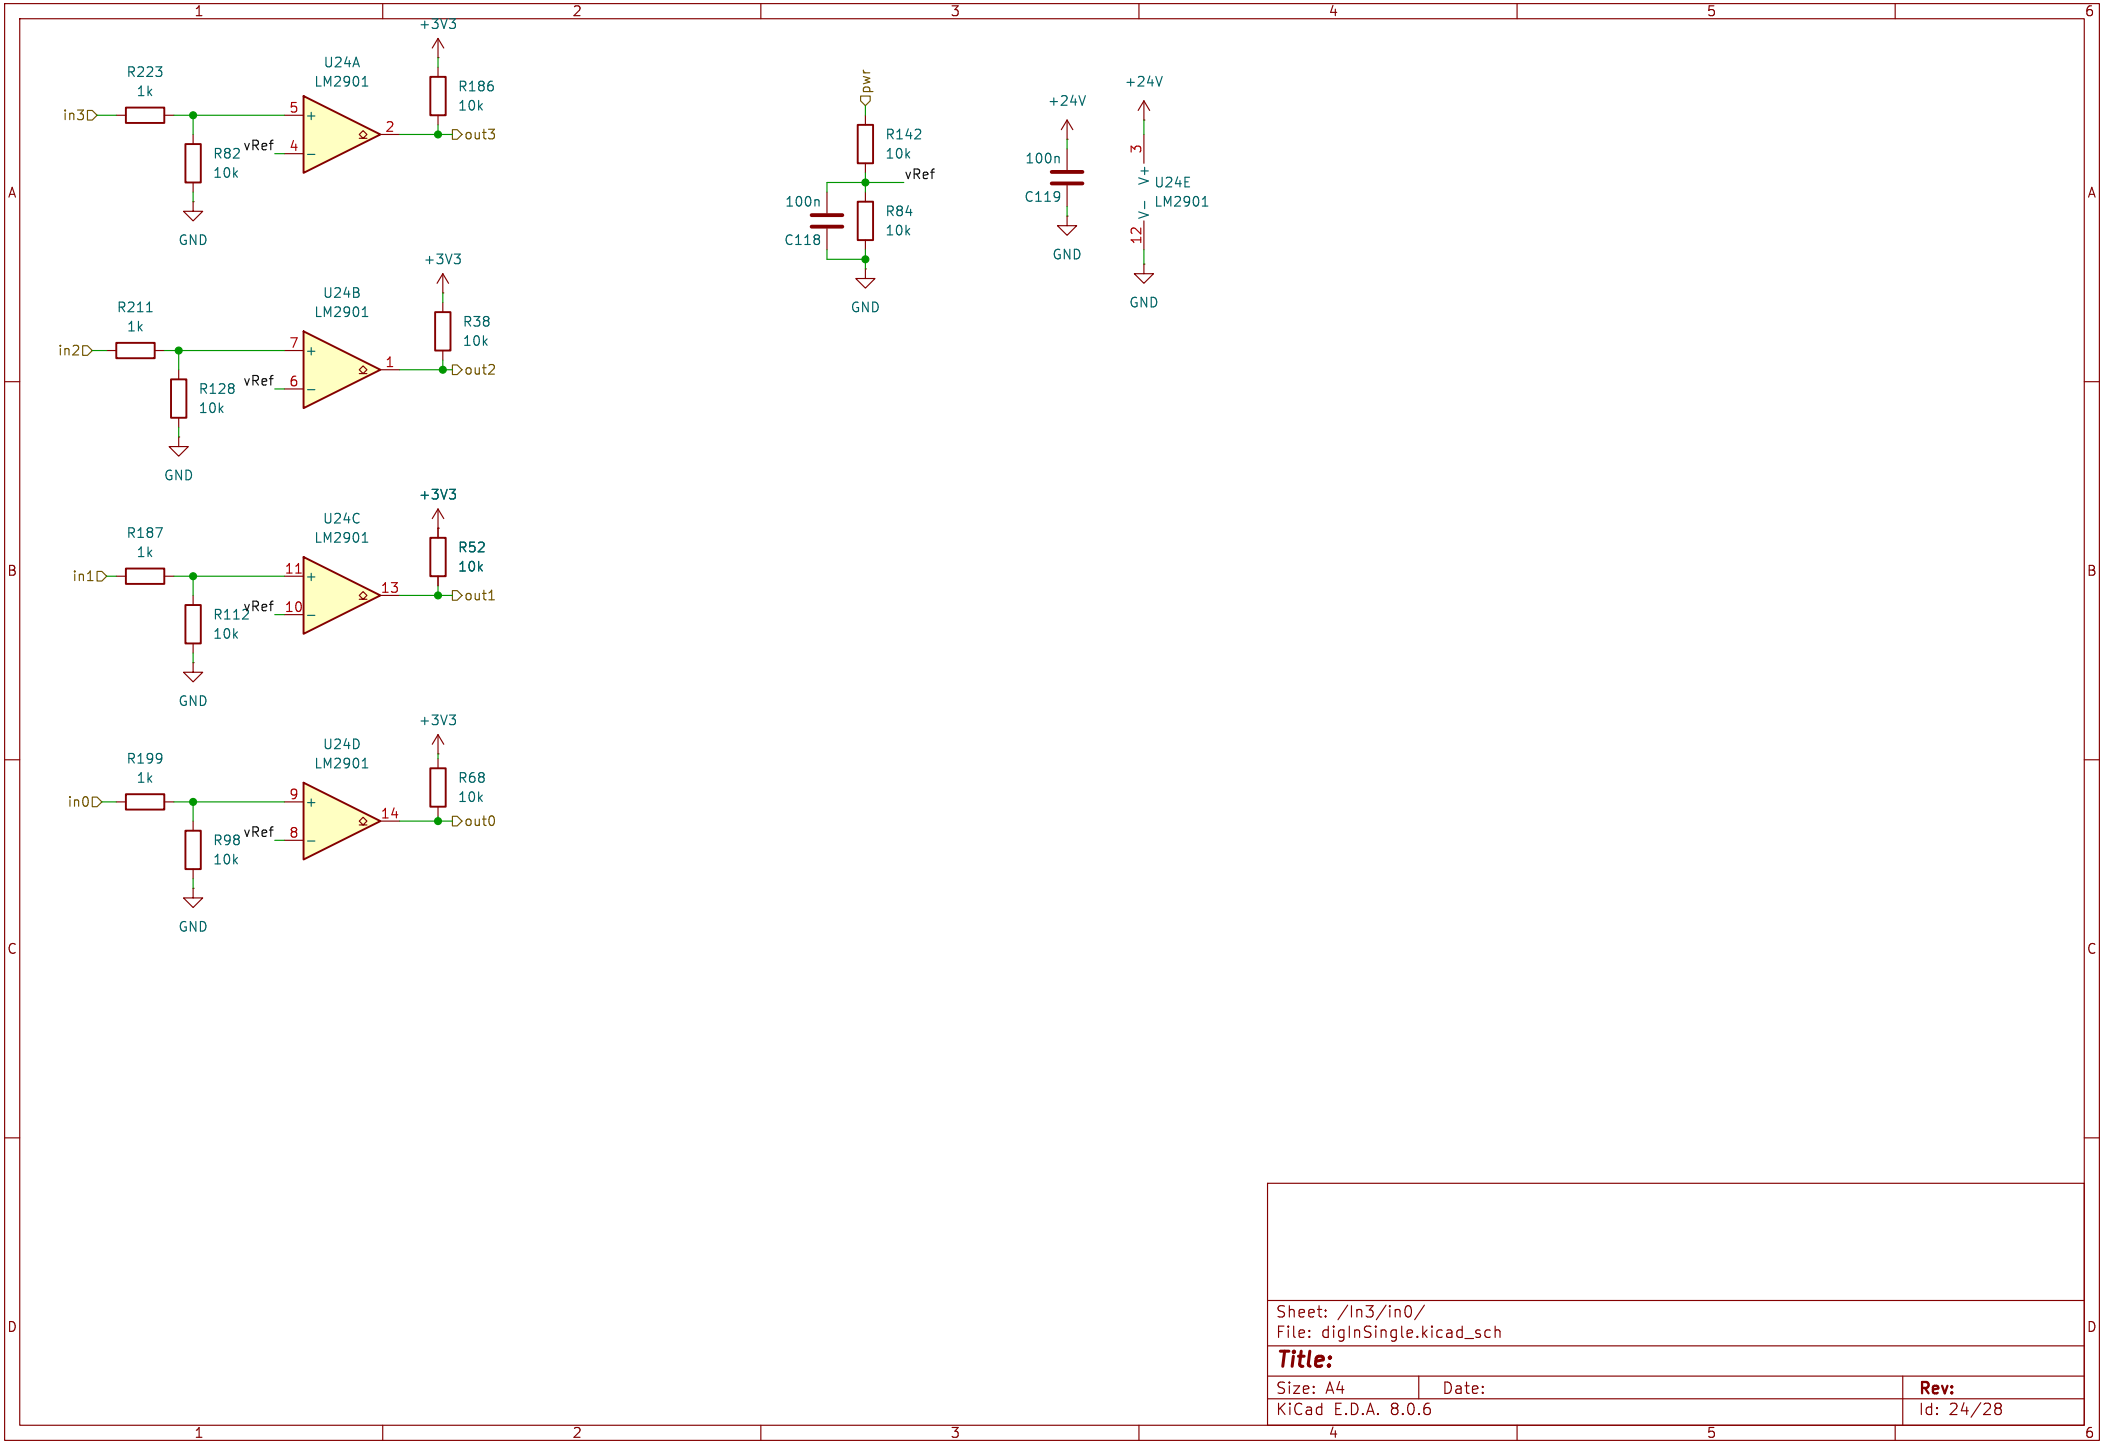 1 2 3 4 5 6
+3V3
U24A
LM2901
R223
1k
R186
10k
in3
5
+
4
−
2
out3
vRef
R82
10k
GND
pwr
R142
10k
vRef
100n
C118
R84
10k
GND
+24V
100n
C119
GND
+24V
3
V+
U24E
LM2901
V−
12
GND
A
A
+3V3
U24B
LM2901
R211
1k
R38
10k
in2
7
+
6
−
1
out2
vRef
R128
10k
GND
+3V3
U24C
LM2901
R187
1k
R52
10k
B
B
in1
11
+
10
−
13
out1
vRef
R112
10k
GND
+3V3
U24D
LM2901
R199
1k
R68
10k
in0
9
+
8
−
14
out0
vRef
R98
10k
GND
C
C
D
D
Sheet: /In3/in0/
File: digInSingle.kicad_sch
Title:
Size: A4
Date:
Rev:
KiCad E.D.A. 8.0.6
Id: 24/28
1 2 3 4 5 6